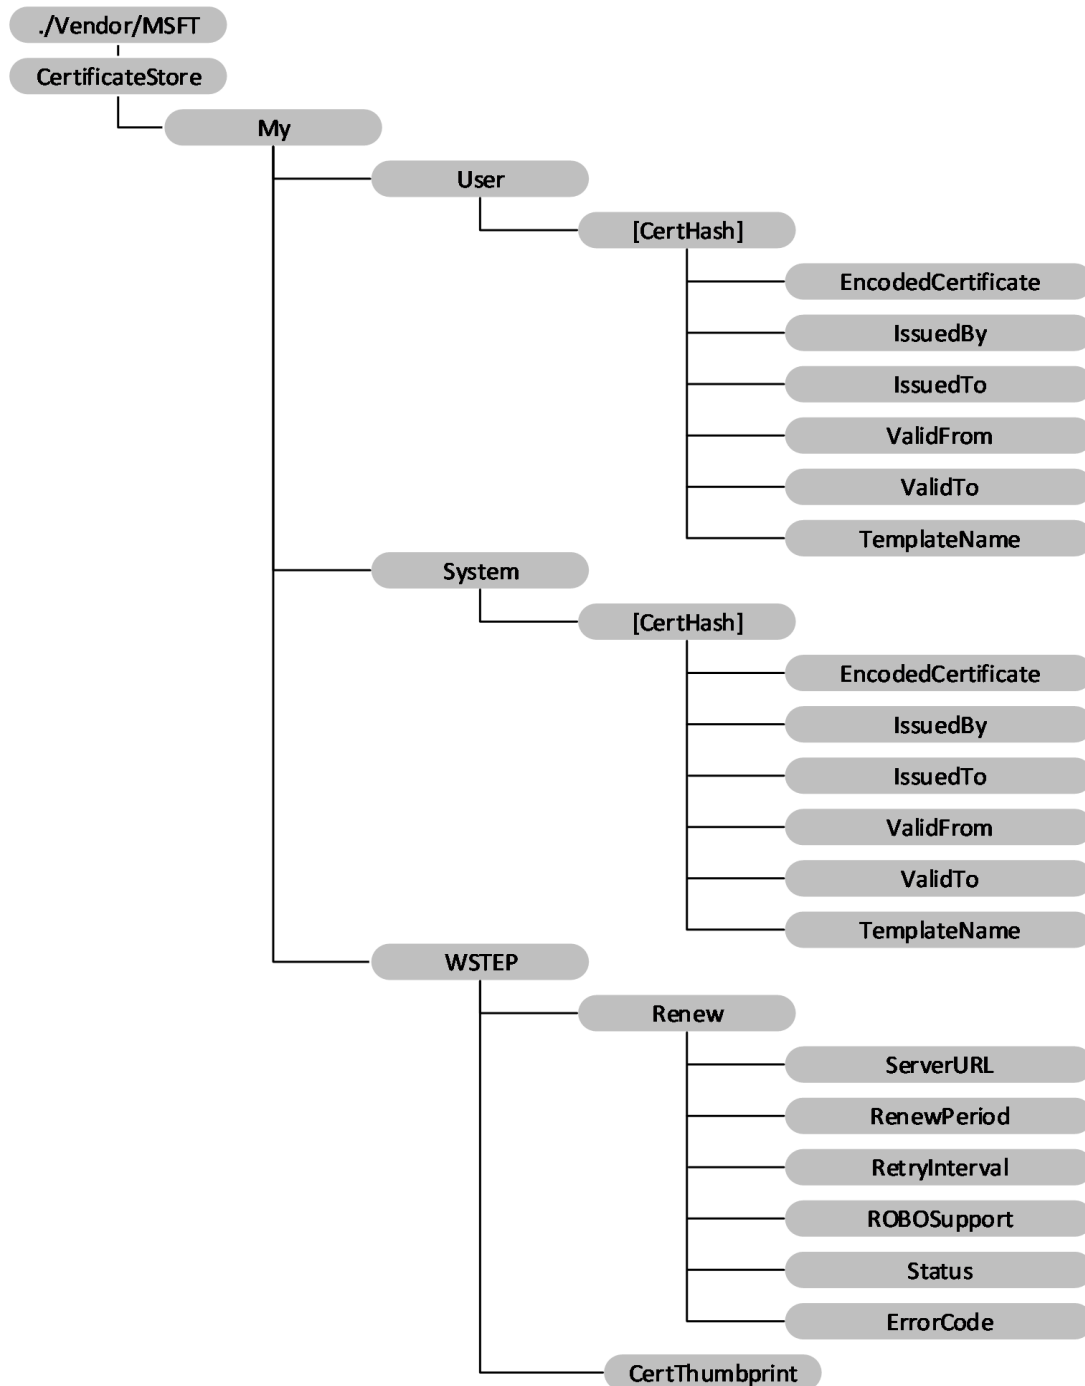 ./Vendor/MSFT
CertificateStore
My
User
[CertHash]
EncodedCertificate
IssuedBy
IssuedTo
ValidFrom
ValidTo
TemplateName
System
[CertHash]
EncodedCertificate
IssuedBy
IssuedTo
ValidFrom
ValidTo
TemplateName
WSTEP
Renew
ServerURL
RenewPeriod
RetryInterval
ROBOSupport
Status
ErrorCode
CertThumbprint